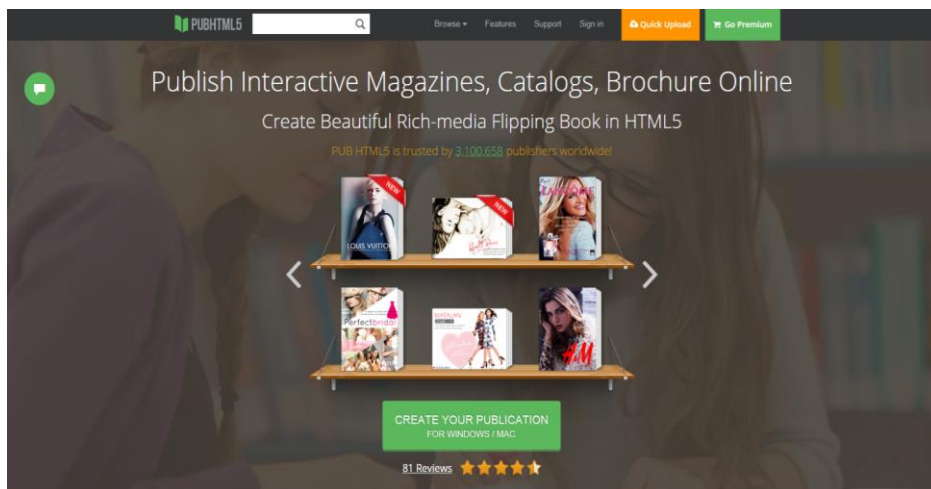 PUBHTML5
Browse
Features
Support
Sign in
Quick Upload
Go Premium
Publish Interactive Magazines, Catalogs, Brochure Online
Create Beautiful Rich-media Flipping Book in HTML5
PUB HTML5 is trusted by 3,100,658 publishers worldwide!
NEW
LOUIS VUITTON
NEW
Perfectbridal
MATALAN
H&M
CREATE YOUR PUBLICATION
FOR WINDOWS / MAC
81 Reviews